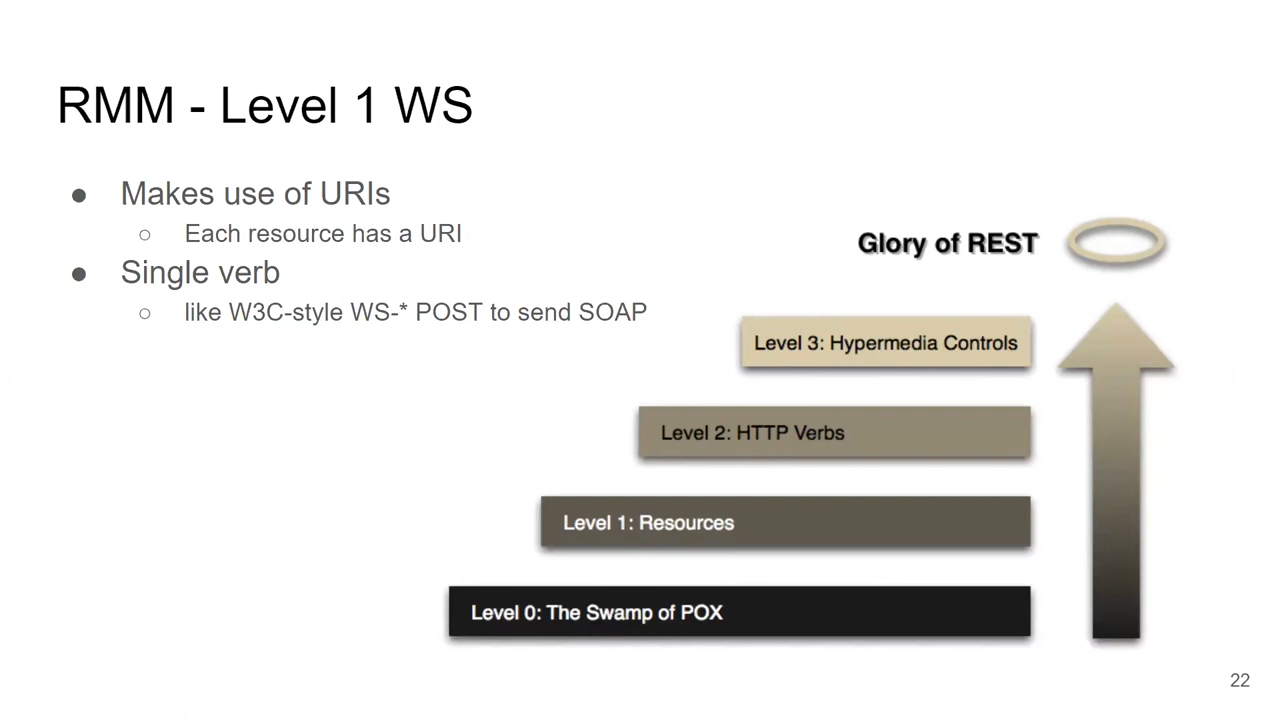 RMM - Level 1 WS
● Makes use of URIs
○ Each resource has a URI
● Single verb
○ like W3C-style WS-* POST to send SOAP
Glory of REST
Level 3: Hypermedia Controls
Level 2: HTTP Verbs
Level 1: Resources
Level 0: The Swamp of POX
22